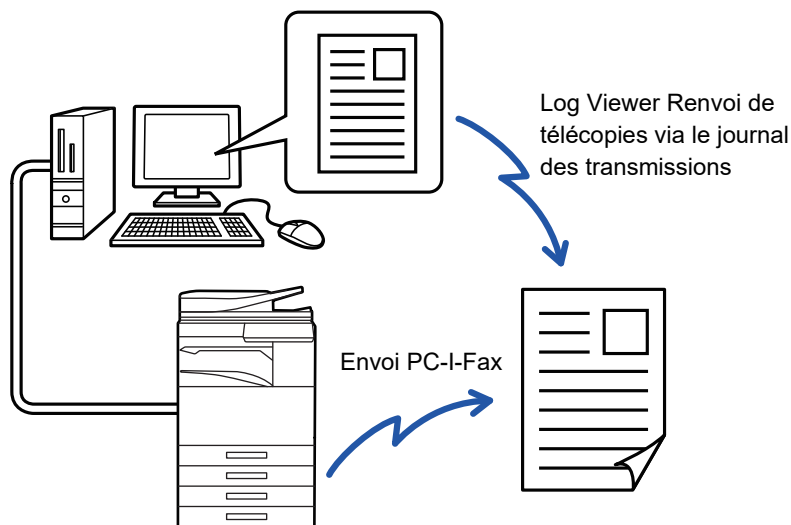 Log Viewer Renvoi de
télécopies via le journal
des transmissions
Envoi PC-I-Fax